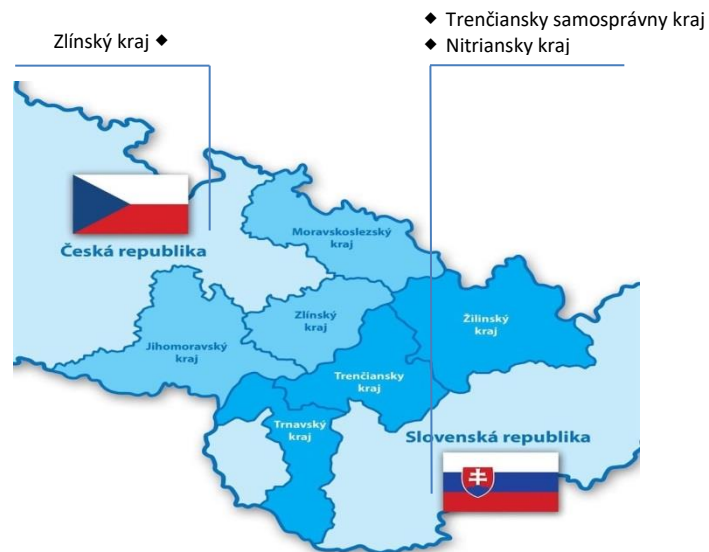 Trenčiansky samosprávny kraj
Zlínský kraj
Nitriansky kraj
Moravskoslezský
kraj
Česká republika
Zlínský
kraj
Žilinský
kraj
Jihomoravský
kraj
Trenčiansky
kraj
Trnavský
kraj
Slovenská republika